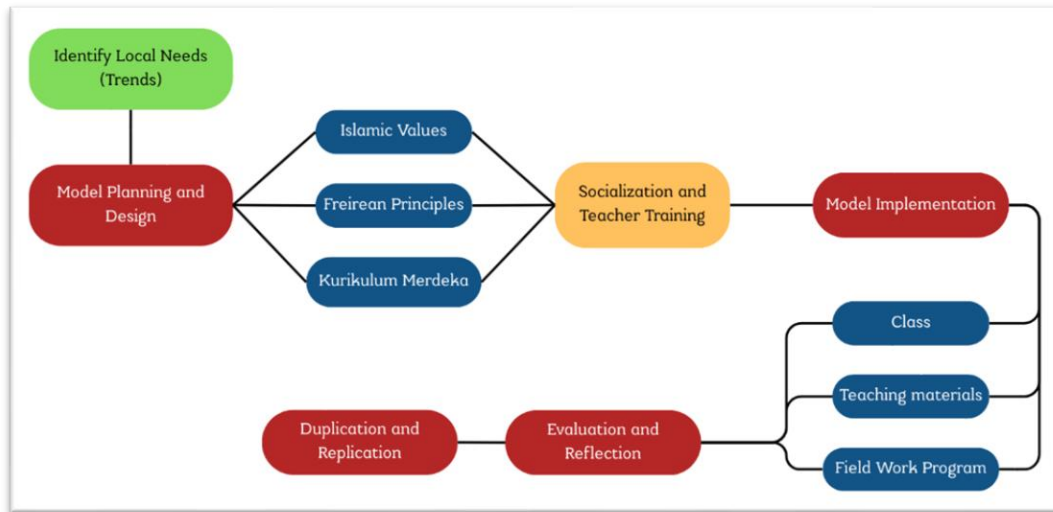 Identify Local Needs
(Trends)
Model Planning and
Design
Islamic Values
Freirean Principles
Kurikulum Merdeka
Socialization and
Teacher Training
Model Implementation
Class
Teaching materials
Field Work Program
Evaluation and
Reflection
Duplication and
Replication